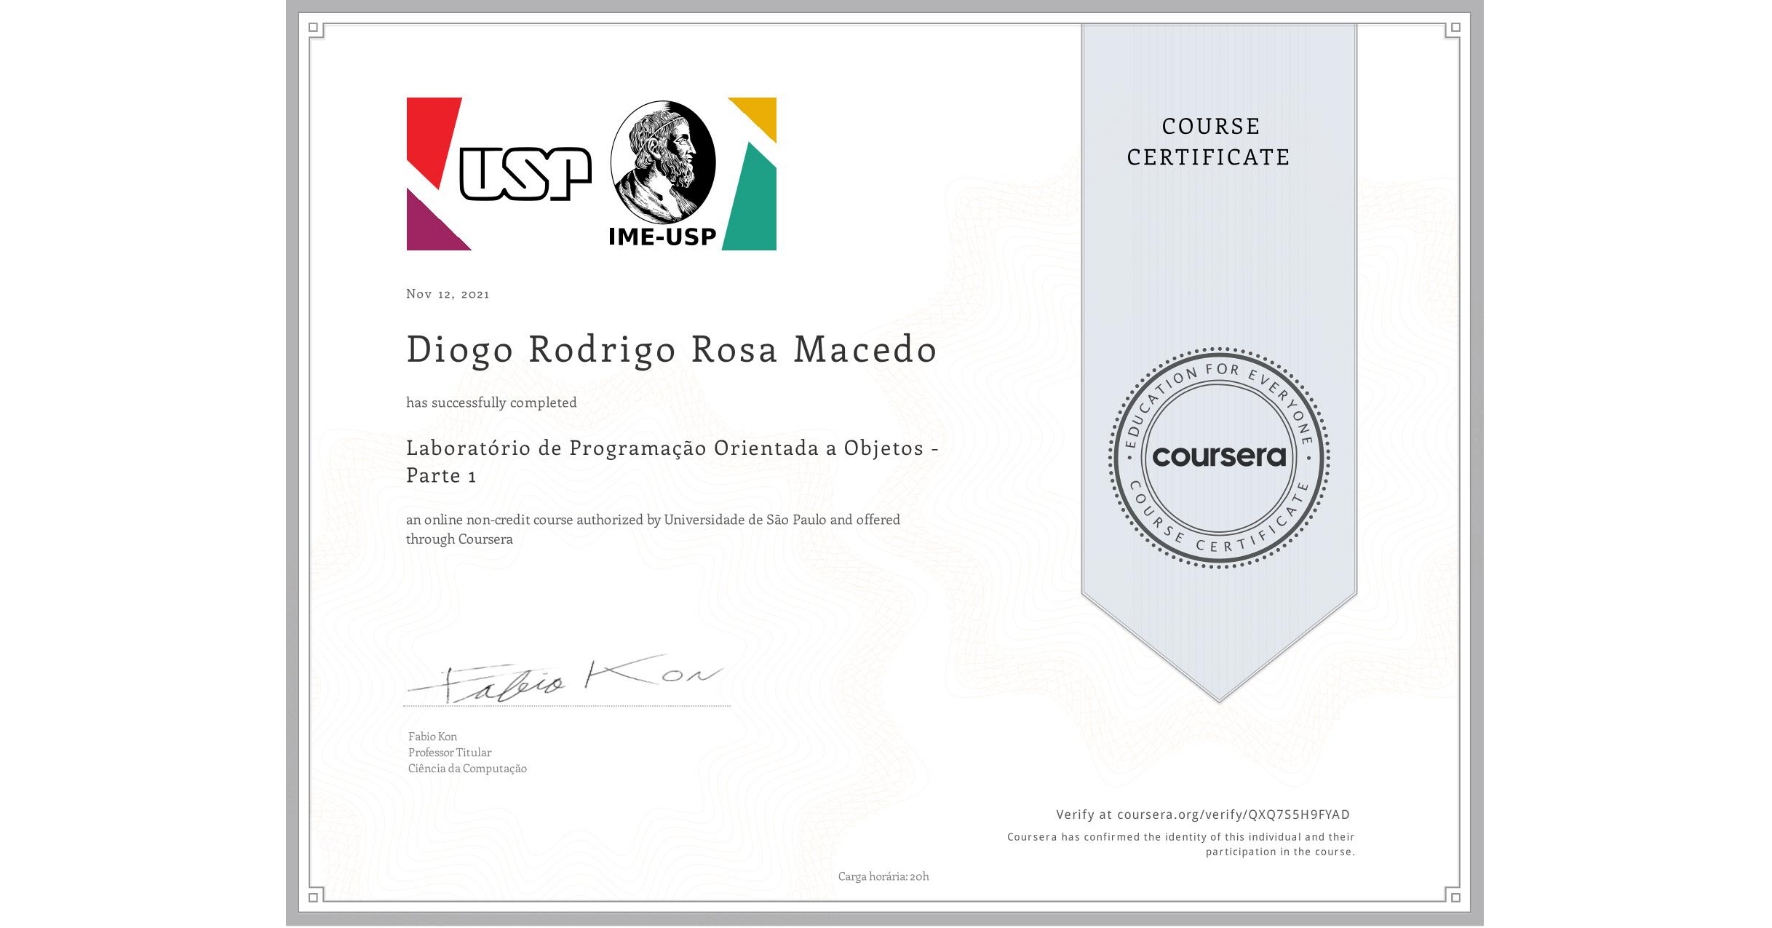 USP
IME-USP
COURSE
CERTIFICATE
Nov 12, 2021
Diogo Rodrigo Rosa Macedo
has successfully completed
Laboratório de Programação Orientada a Objetos -
Parte 1
an online non-credit course authorized by Universidade de São Paulo and offered
through Coursera
EDUCATION FOR EVERYONE
coursera
COURSE CERTIFICATE
Fabio Kon
Fabio Kon
Professor Titular
Ciência da Computação
Verify at coursera.org/verify/QXQ7S5H9FYAD
Coursera has confirmed the identity of this individual and their
participation in the course.
Carga horária: 20h